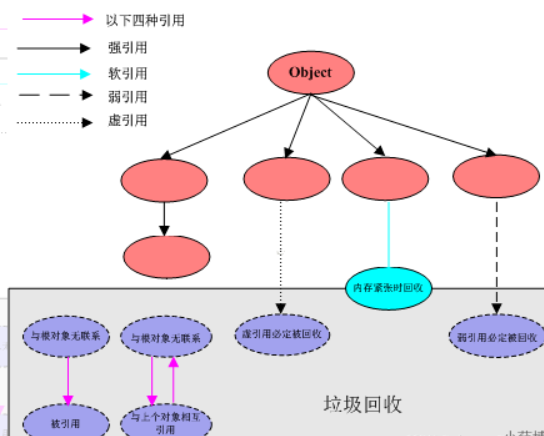 以下四种引用
强引用
软引用
弱引用
虚引用
Object
内存紧张时回收
与根对象无联系
与根对象无联系
虚引用必定被回收
弱引用必定被回收
被引用
与上个对象相互
引用
垃圾回收